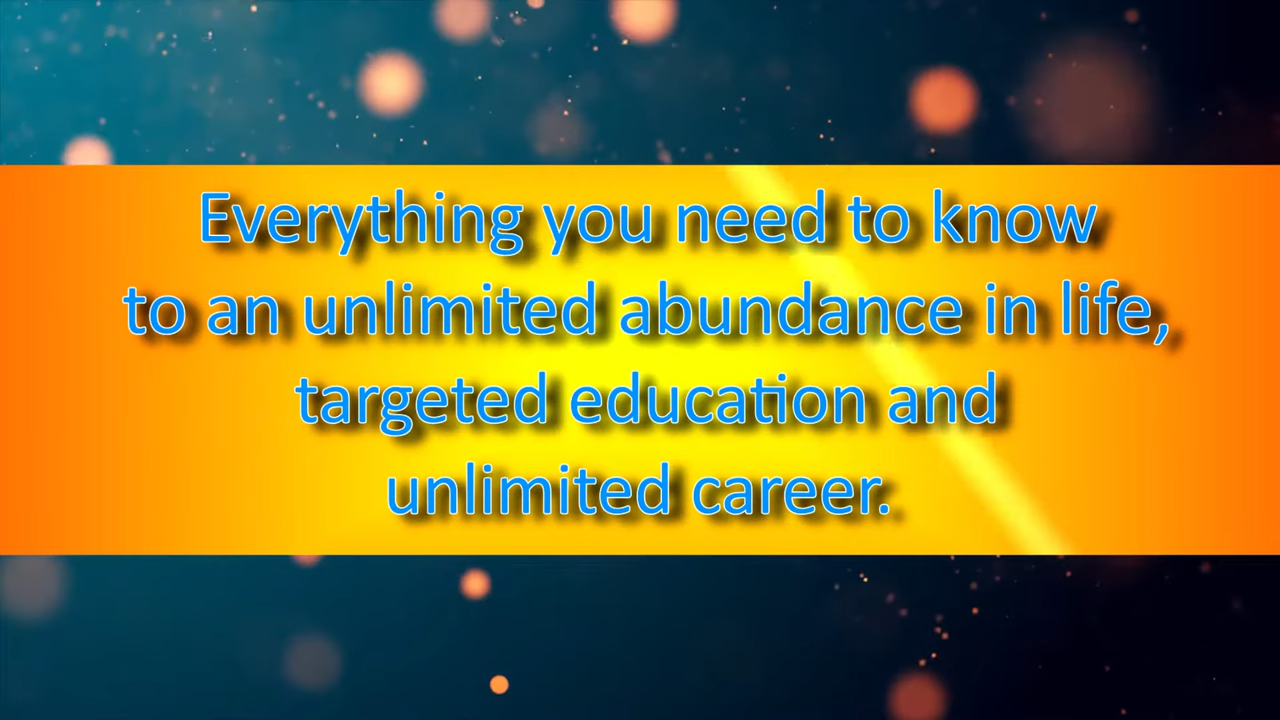 Everything you need to know
to an unlimited abundance in life,
targeted education and
unlimited career.